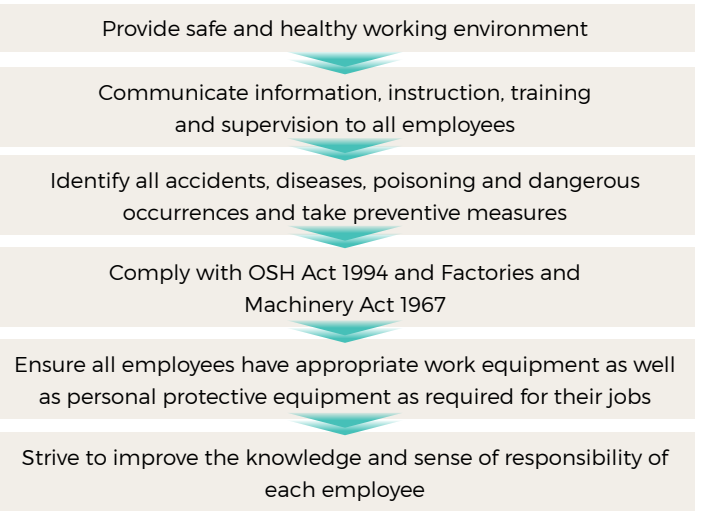 Provide safe and healthy working environment
Communicate information, instruction, training
and supervision to all employees
Identify all accidents, diseases, poisoning and dangerous
occurrences and take preventive measures
Comply with OSH Act 1994 and Factories and
Machinery Act 1967
Ensure all employees have appropriate work equipment as well
as personal protective equipment as required for their jobs
Strive to improve the knowledge and sense of responsibility of
each employee